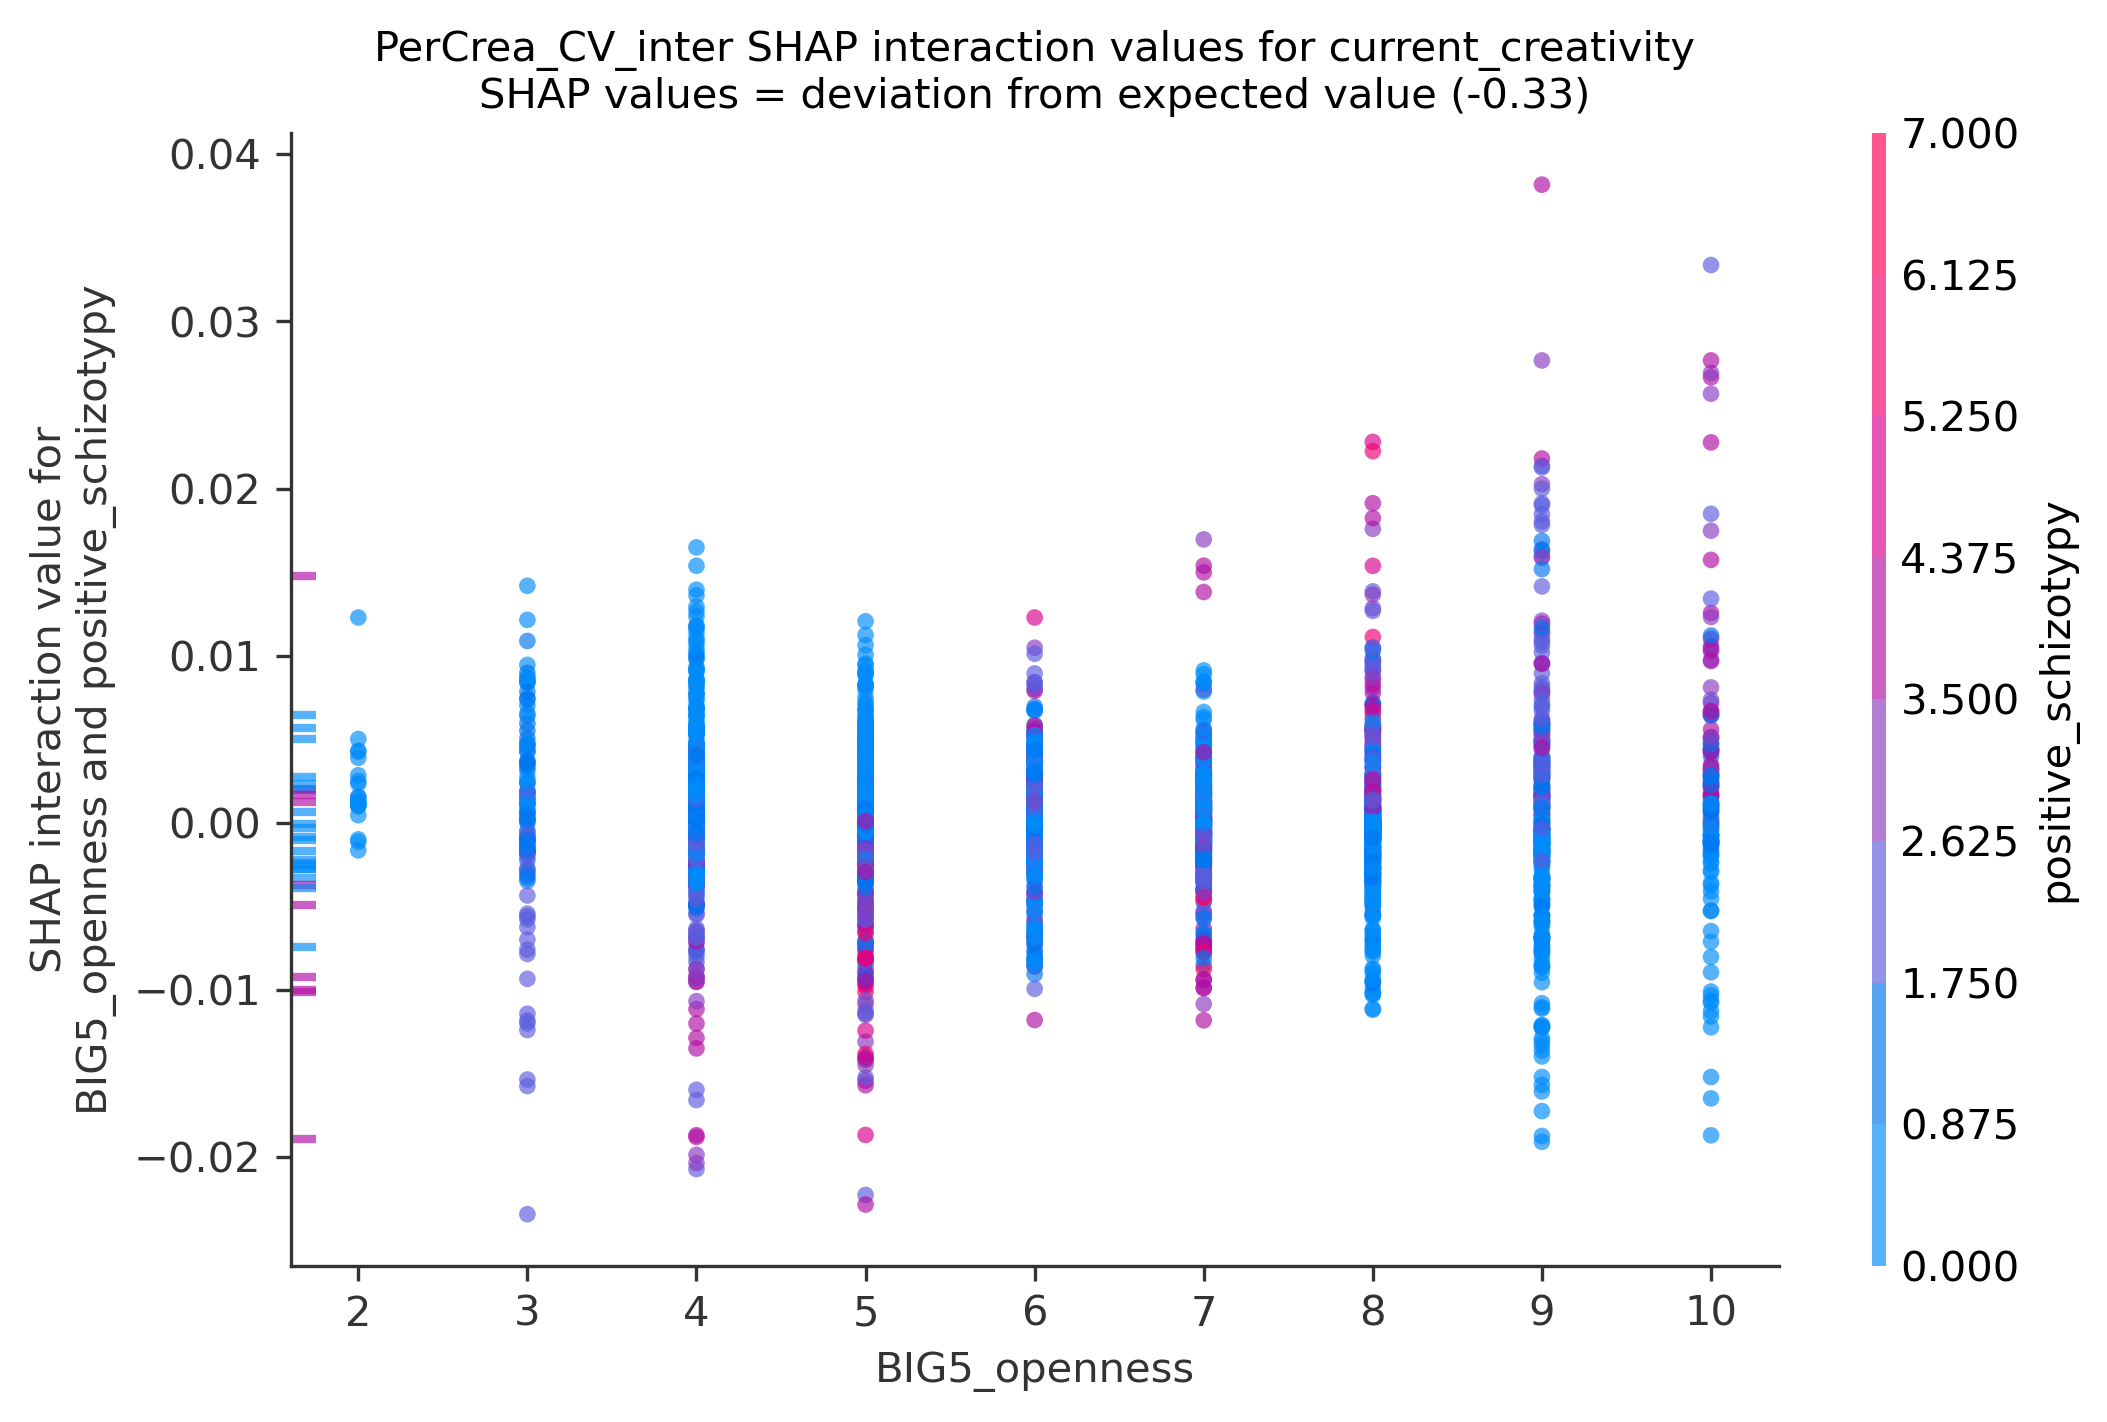 PerCrea_CV_inter SHAP interaction values for current_creativity
SHAP values = deviation from expected value (-0.33)
SHAP interaction value for
BIG5_openness and positive_schizotypy
0.04
0.03
0.02
0.01
0.00
−0.01
−0.02
2 3 4 5 6 7 8 9 10
BIG5_openness
7.000
6.125
5.250
4.375
3.500
2.625
1.750
0.875
0.000
positive_schizotypy